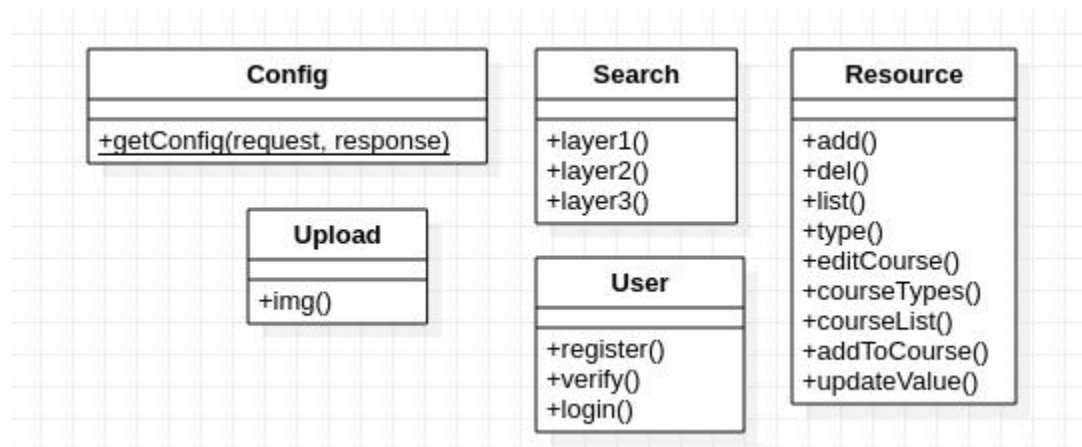 Config
+getConfig(request, response)
Upload
+img()
Search
+layer1()
+layer2()
+layer3()
User
+register()
+verify()
+login()
Resource
+add()
+del()
+list()
+type()
+editCourse()
+courseTypes()
+courseList()
+addToCourse()
+updateValue()